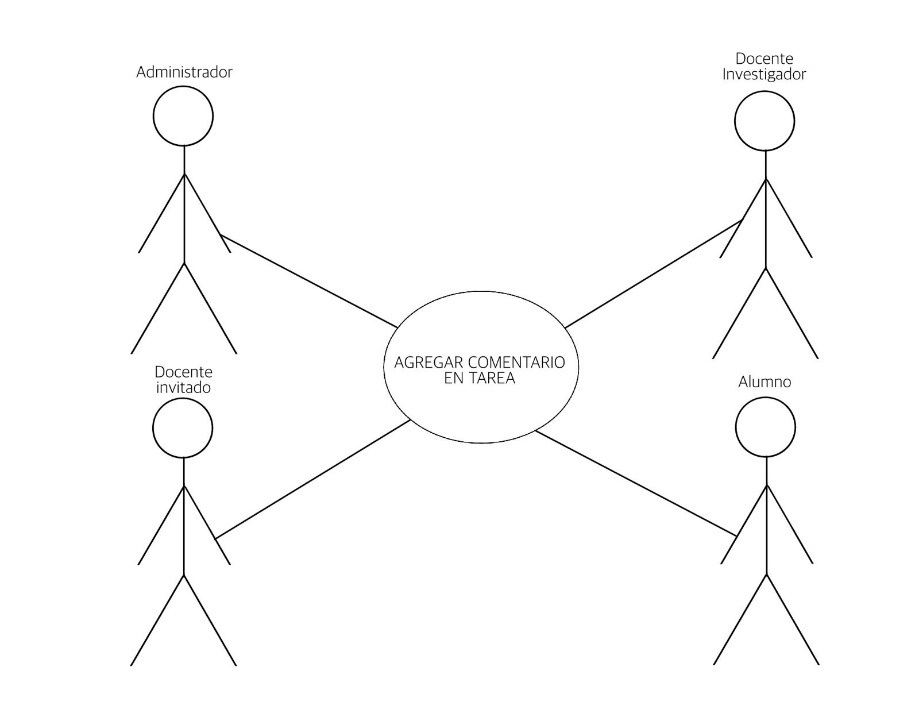 Administrador
Docente
Investigador
AGREGAR COMENTARIO
EN TAREA
Docente
invitado
Alumno